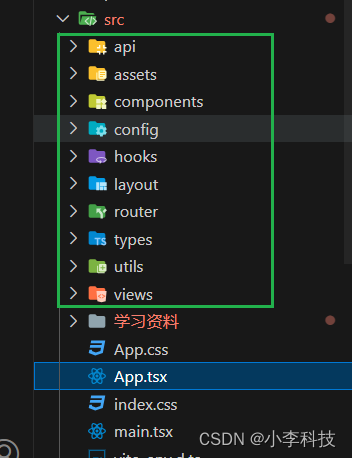 src
api
assets
components
config
hooks
layout
router
types
utils
views
学习资料
App.css
App.tsx
index.css
main.tsx
CSDN @小李科技